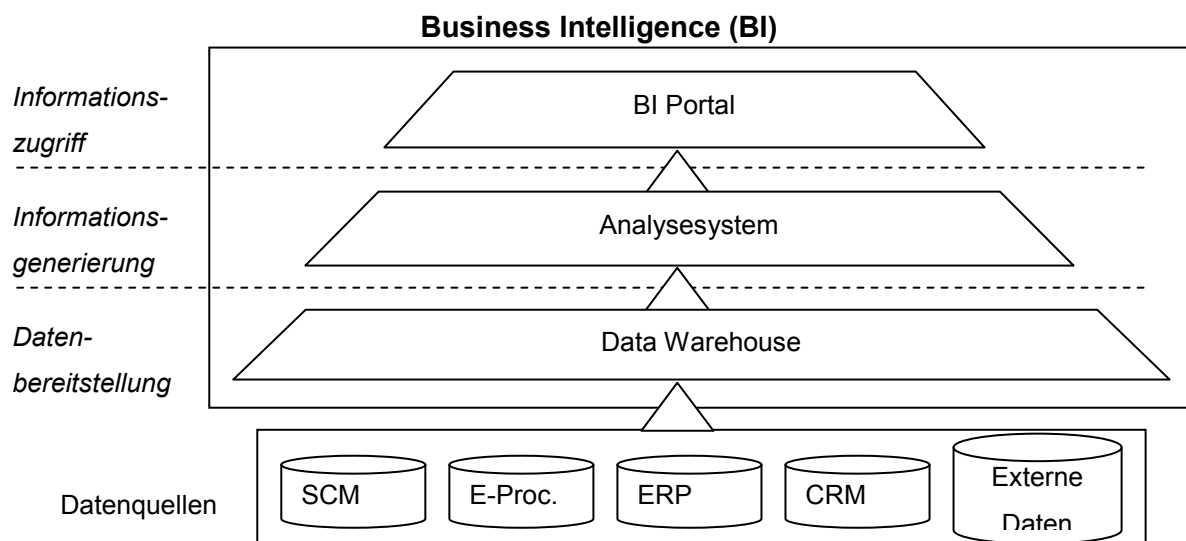 Business Intelligence (BI)
Informations-
zugriff
BI Portal
Informations-
generierung
Analysesystem
Daten-
bereitstellung
Data Warehouse
Datenquellen
SCM
E-Proc.
ERP
CRM
Externe
Daten